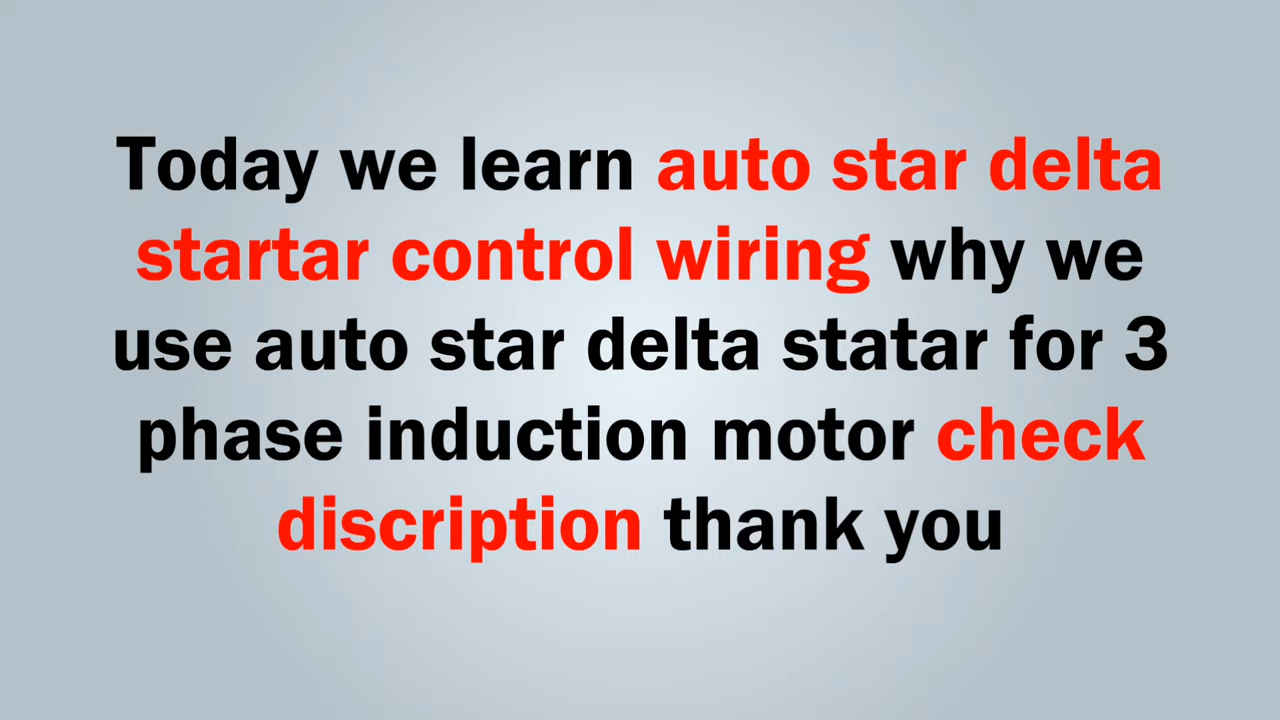 Today we learn auto star delta
startar control wiring why we
use auto star delta statar for 3
phase induction motor check
discription thank you